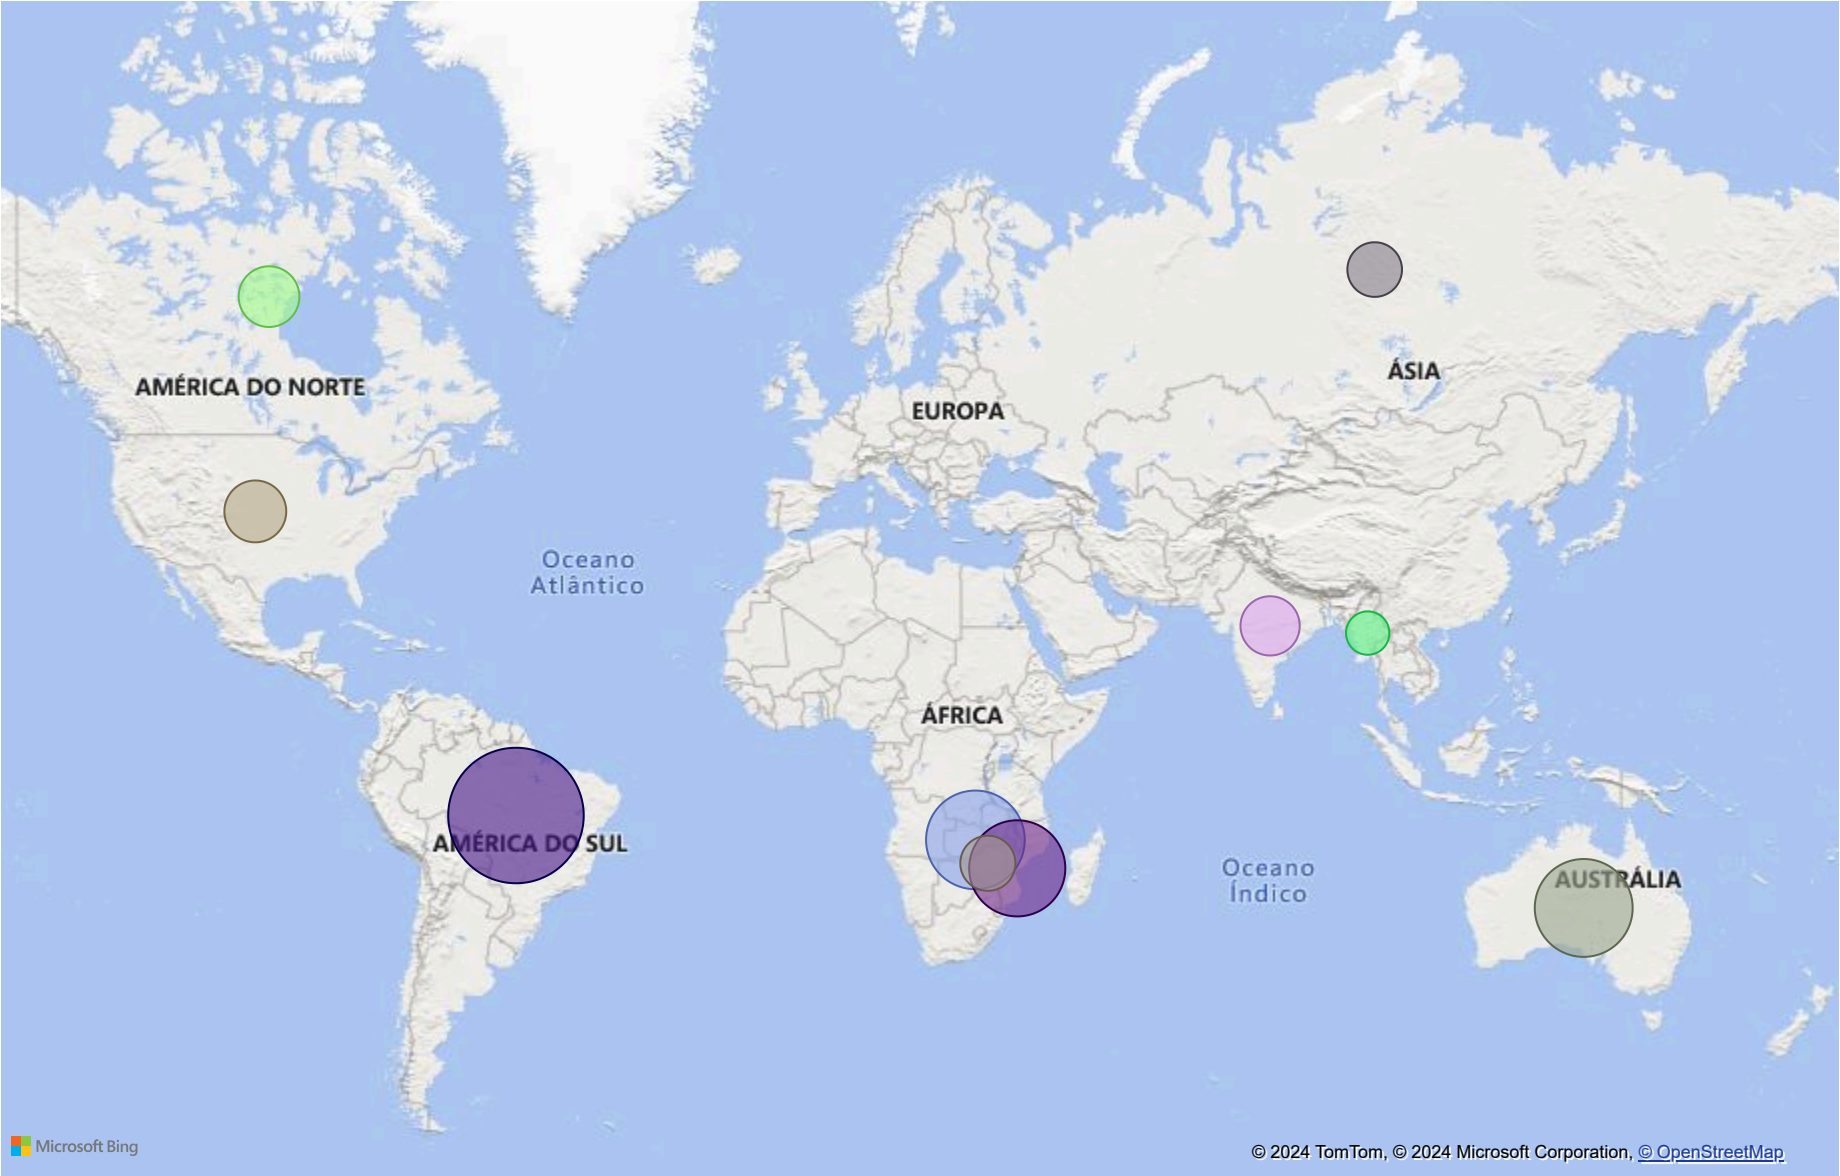 AMÉRICA DO NORTE
ÁSIA
EUROPA
Oceano
Atlântico
ÁFRICA
AMÉRICA DO SUL
Oceano
Índico
AUSTRÁLIA
Microsoft Bing
© 2024 TomTom, © 2024 Microsoft Corporation, © OpenStreetMap